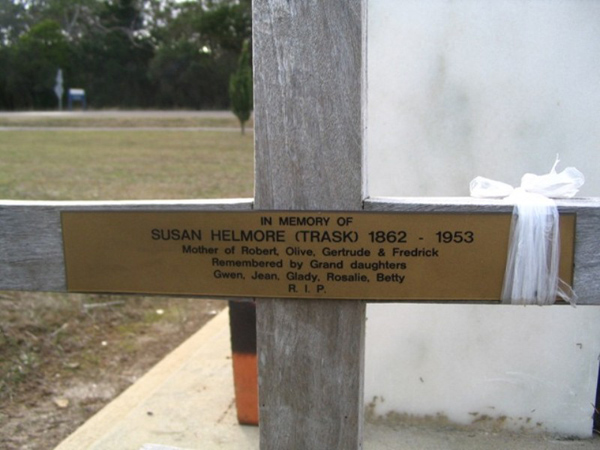 IN MEMORY OF
SUSAN HELMORE (TRASK) 1862 - 1953
Mother of Robert, Olive, Gertrude & Fredrick
Remembered by Grand daughters
Gwen, Jean, Glady, Rosalie, Betty
R. I. P.